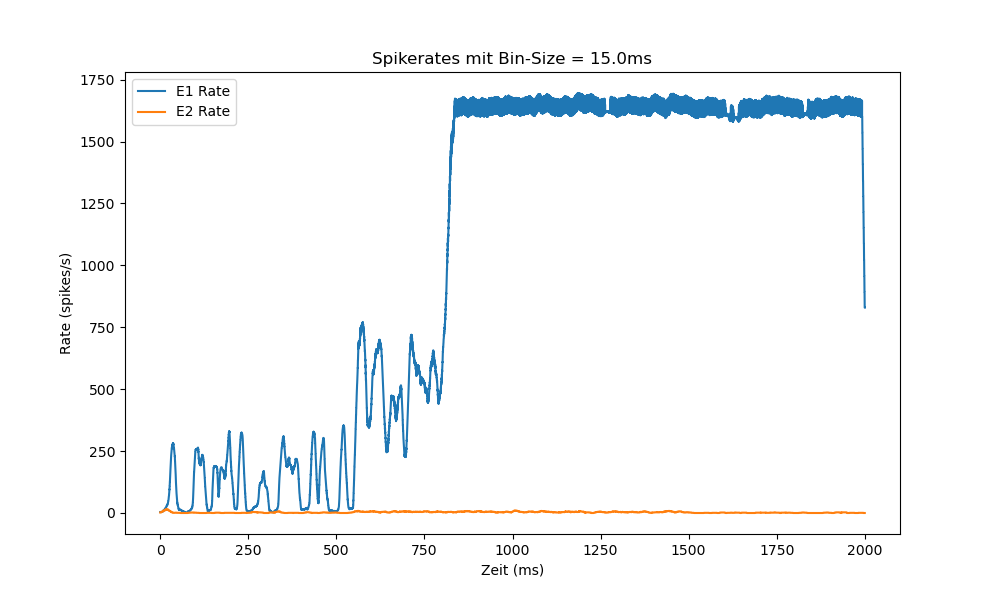 Spikerates mit Bin-Size = 15.0ms
1750
1500
1250
1000
750
500
250
0
Rate (spikes/s)
E1 Rate
E2 Rate
0 250 500 750 1000 1250 1500 1750 2000
Zeit (ms)